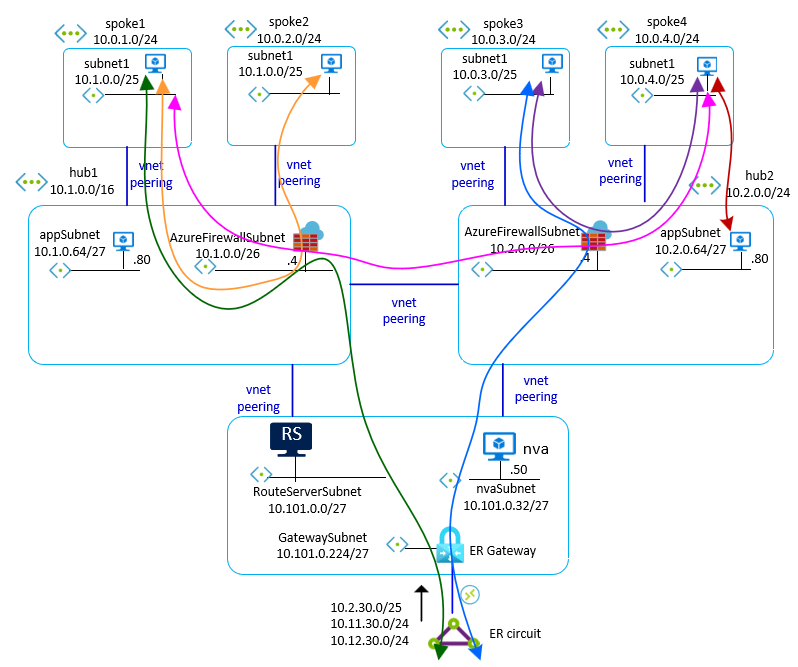 spoke1
10.0.1.0/24
spoke2
10.0.2.0/24
spoke3
10.0.3.0/24
spoke4
10.0.4.0/24
subnet1
10.1.0.0/25
subnet1
10.1.0.0/25
subnet1
10.0.3.0/25
subnet1
10.0.4.0/25
vnet
peering
vnet
peering
vnet
peering
vnet
peering
hub1
10.1.0.0/16
hub2
10.2.0.0/24
appSubnet
10.1.0.64/27
.80
AzureFirewallSubnet
10.1.0.0/26
.4
AzureFirewallSubnet
10.2.0.0/26
.4
appSubnet
10.2.0.64/27
.80
vnet
peering
vnet
peering
vnet
peering
RS
RouteServerSubnet
10.101.0.0/27
nva
.50
nvaSubnet
10.101.0.32/27
GatewaySubnet
10.101.0.224/27
ER Gateway
10.2.30.0/25
10.11.30.0/24
10.12.30.0/24
ER circuit